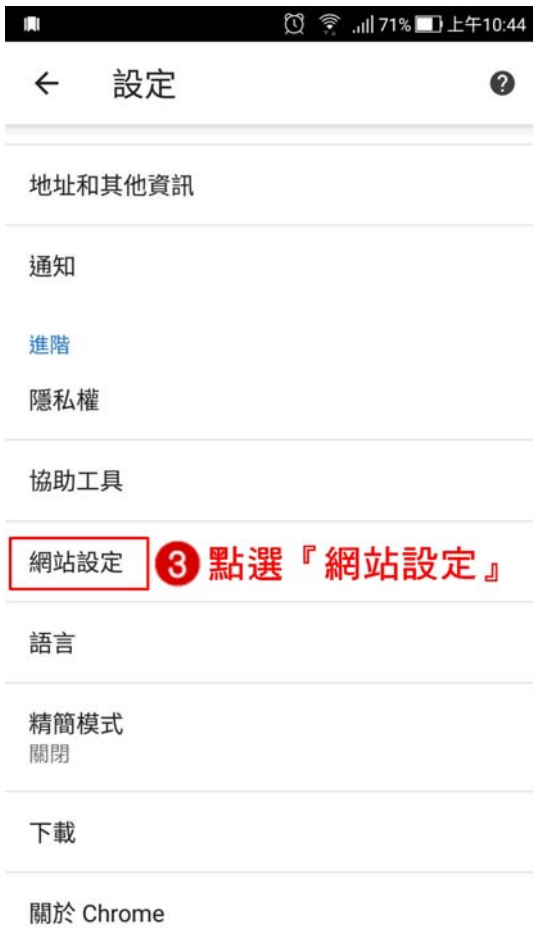 71% 上午10:44
設定
地址和其他資訊
通知
進階
隱私權
協助工具
網站設定 3 點選『網站設定』
語言
精簡模式
關閉
下載
關於 Chrome